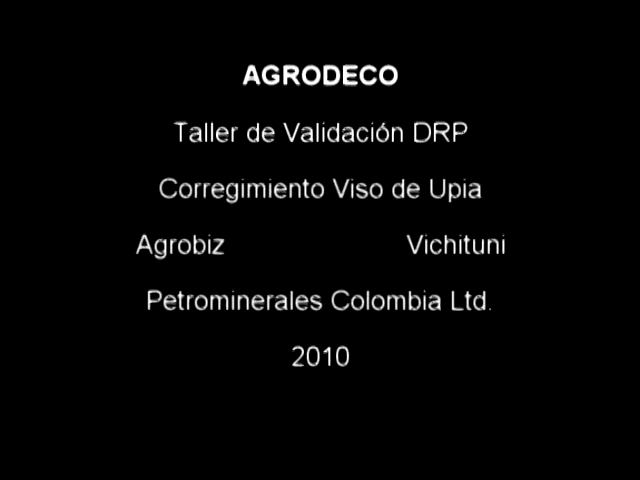 AGRODECO
Taller de Validación DRP
Corregimiento Viso de Upia
Agrobiz Vichituni
Petrominerales Colombia Ltd.
2010